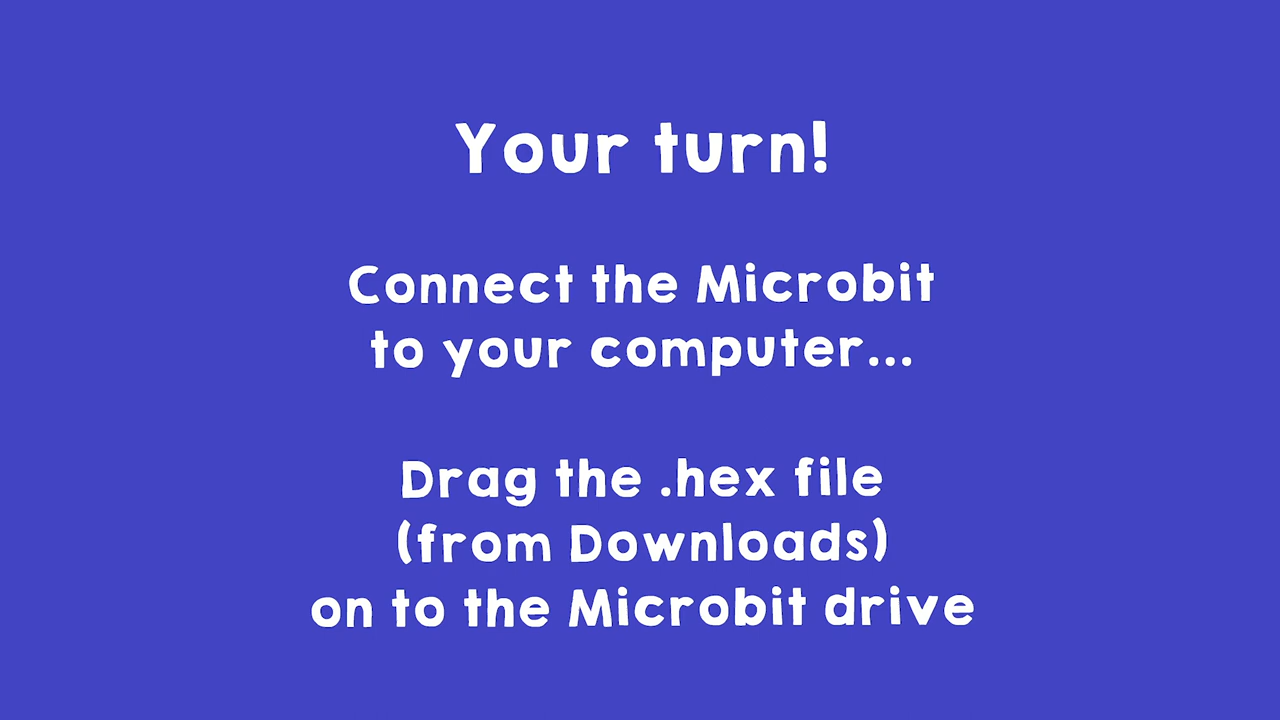 Your turn!
Connect the Microbit
to your computer...
Drag the .hex file
(from Downloads)
on to the Microbit drive